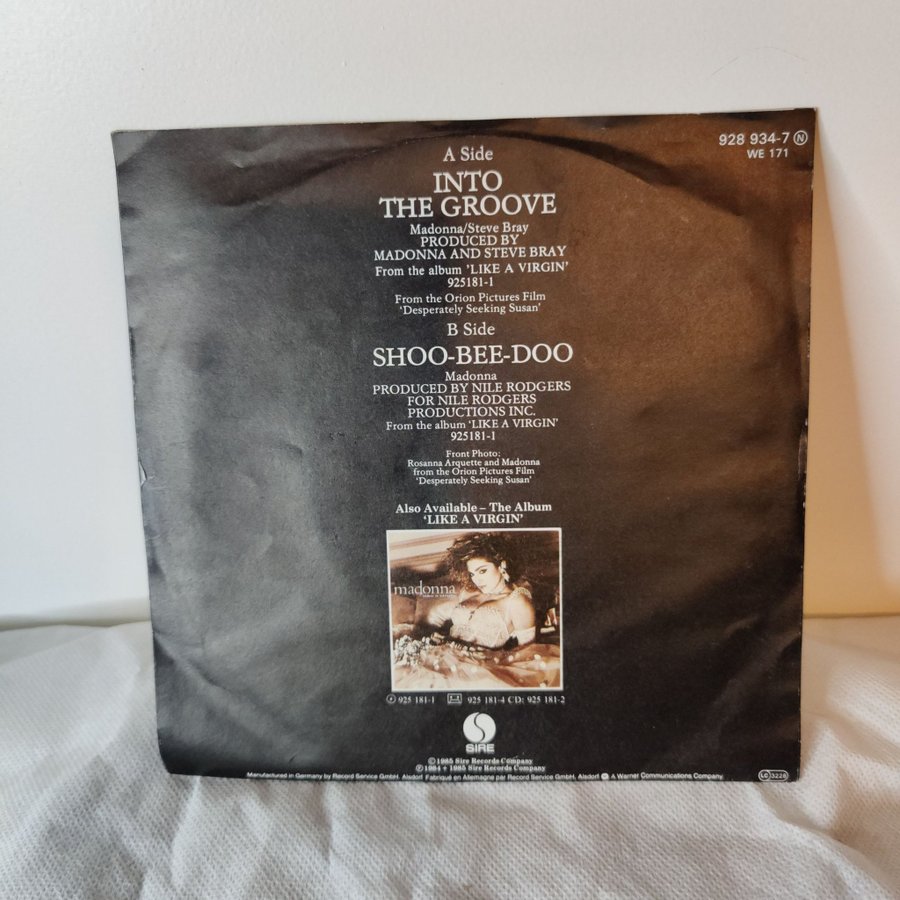 928 934-7 N
WE 171
A Side
INTO
THE GROOVE
Madonna/Steve Bray
PRODUCED BY
MADONNA AND STEVE BRAY
From the album 'LIKE A VIRGIN'
925181-1
From the Orion Pictures Film
'Desperately Seeking Susan'
B Side
SHOO-BEE-DOO
Madonna
PRODUCED BY NILE RODGERS
FOR NILE RODGERS
PRODUCTIONS INC.
From the album 'LIKE A VIRGIN'
925181-1
Front Photo:
Rosanna Arquette and Madonna
from the Orion Pictures Film
'Desperately Seeking Susan'
Also Available – The Album
'LIKE A VIRGIN'
madonna
925 181-1 925 181-4 CD: 925 181-2
SIRE
© 1985 Sire Records Company
℗ 1984 + 1985 Sire Records Company
Manufactured in Germany by Record Service GmbH, Alsdorf Fabriqué en Allemagne par Record Service GmbH, Alsdorf A Warner Communications Company. LC 3228